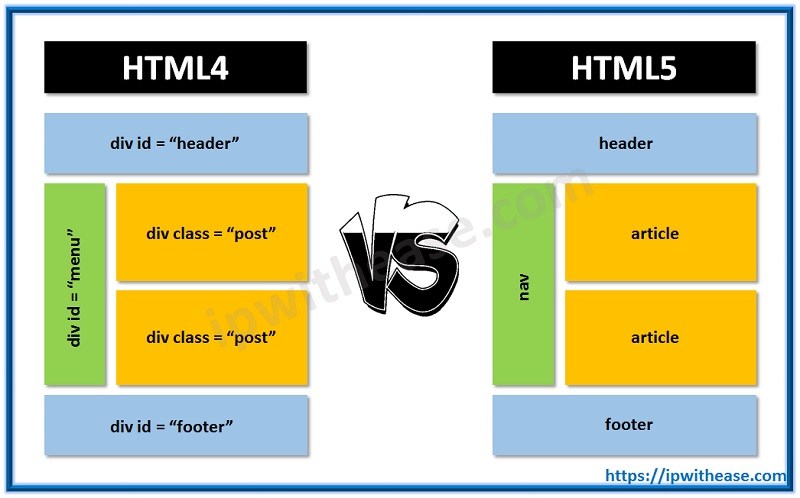 HTML4
div id = “header”
div id = “menu”
div class = “post”
div class = “post”
div id = “footer”
VS
HTML5
header
nav
article
article
footer
ipwithease.com
https://ipwithease.com